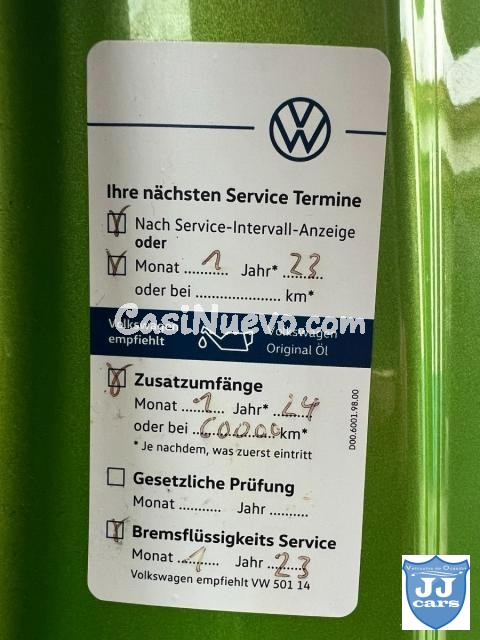 Ihre nächsten Service Termine
Nach Service-Intervall-Anzeige
oder
Monat 1 Jahr* 23
oder bei .................... km*
CasiNuevo.com
Volkswagen empfiehlt
Volkswagen Original Öl
Zusatzumfänge
Monat 1 Jahr* 24
oder bei 60000 km*
* Je nachdem, was zuerst eintritt
D00.6001.98.00
Gesetzliche Prüfung
Monat ........... Jahr ..........
Bremsflüssigkeits Service
Monat 1 Jahr 23
Volkswagen empfiehlt VW 501 14
JJ
cars